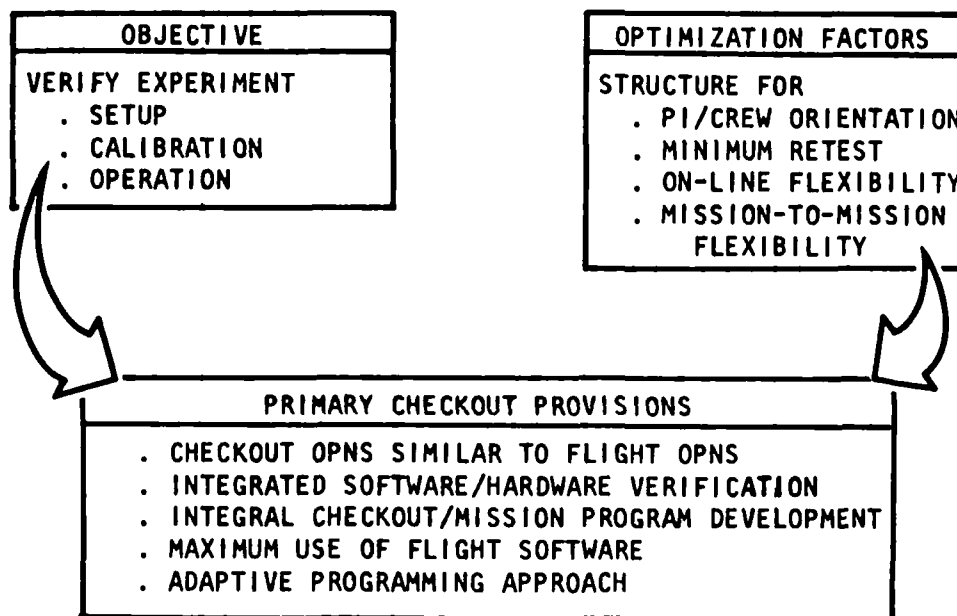 OBJECTIVE
VERIFY EXPERIMENT
. SETUP
. CALIBRATION
. OPERATION
OPTIMIZATION FACTORS
STRUCTURE FOR
. PI/CREW ORIENTATION
. MINIMUM RETEST
. ON-LINE FLEXIBILITY
. MISSION-TO-MISSION
FLEXIBILITY
PRIMARY CHECKOUT PROVISIONS
. CHECKOUT OPNS SIMILAR TO FLIGHT OPNS
. INTEGRATED SOFTWARE/HARDWARE VERIFICATION
. INTEGRAL CHECKOUT/MISSION PROGRAM DEVELOPMENT
. MAXIMUM USE OF FLIGHT SOFTWARE
. ADAPTIVE PROGRAMMING APPROACH